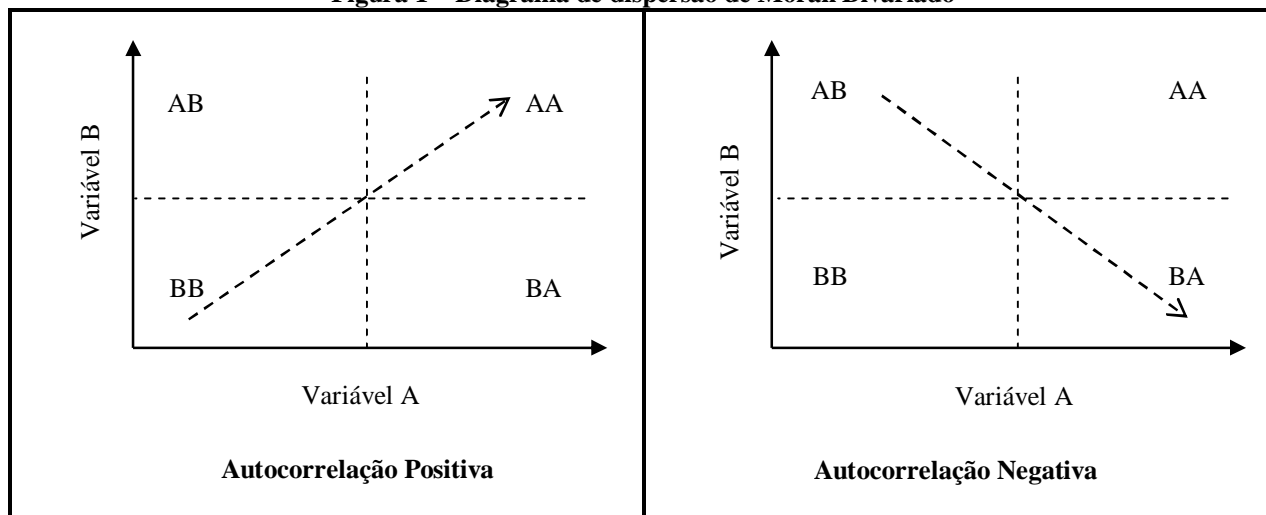 Figura 1 – Diagrama de dispersão de Moran Bivariado
AB
AA
Variável B
BB
BA
Variável A
Autocorrelação Positiva
AB
AA
Variável B
BB
BA
Variável A
Autocorrelação Negativa